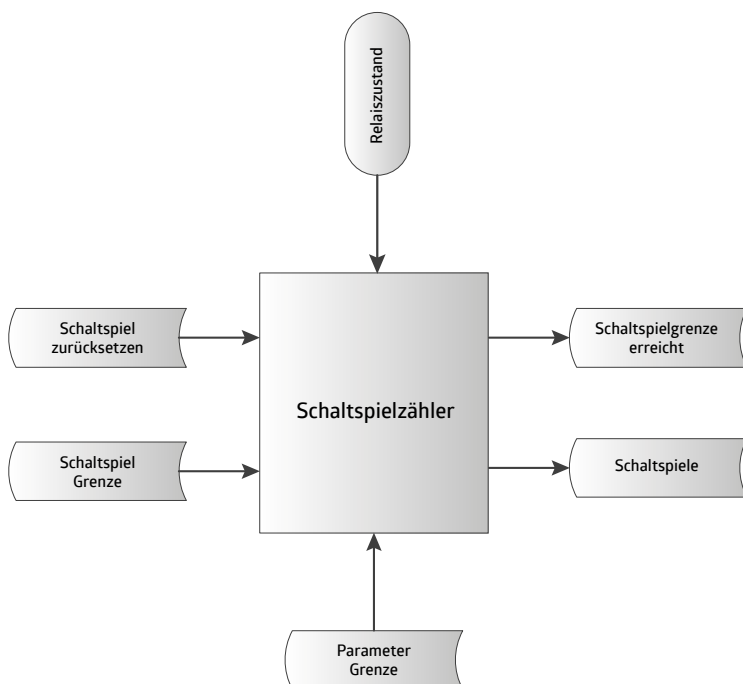 Relaiszustand
Schaltspiel
zurücksetzen
Schaltspielgrenze
erreicht
Schaltspielzähler
Schaltspiel
Grenze
Schaltspiele
Parameter
Grenze